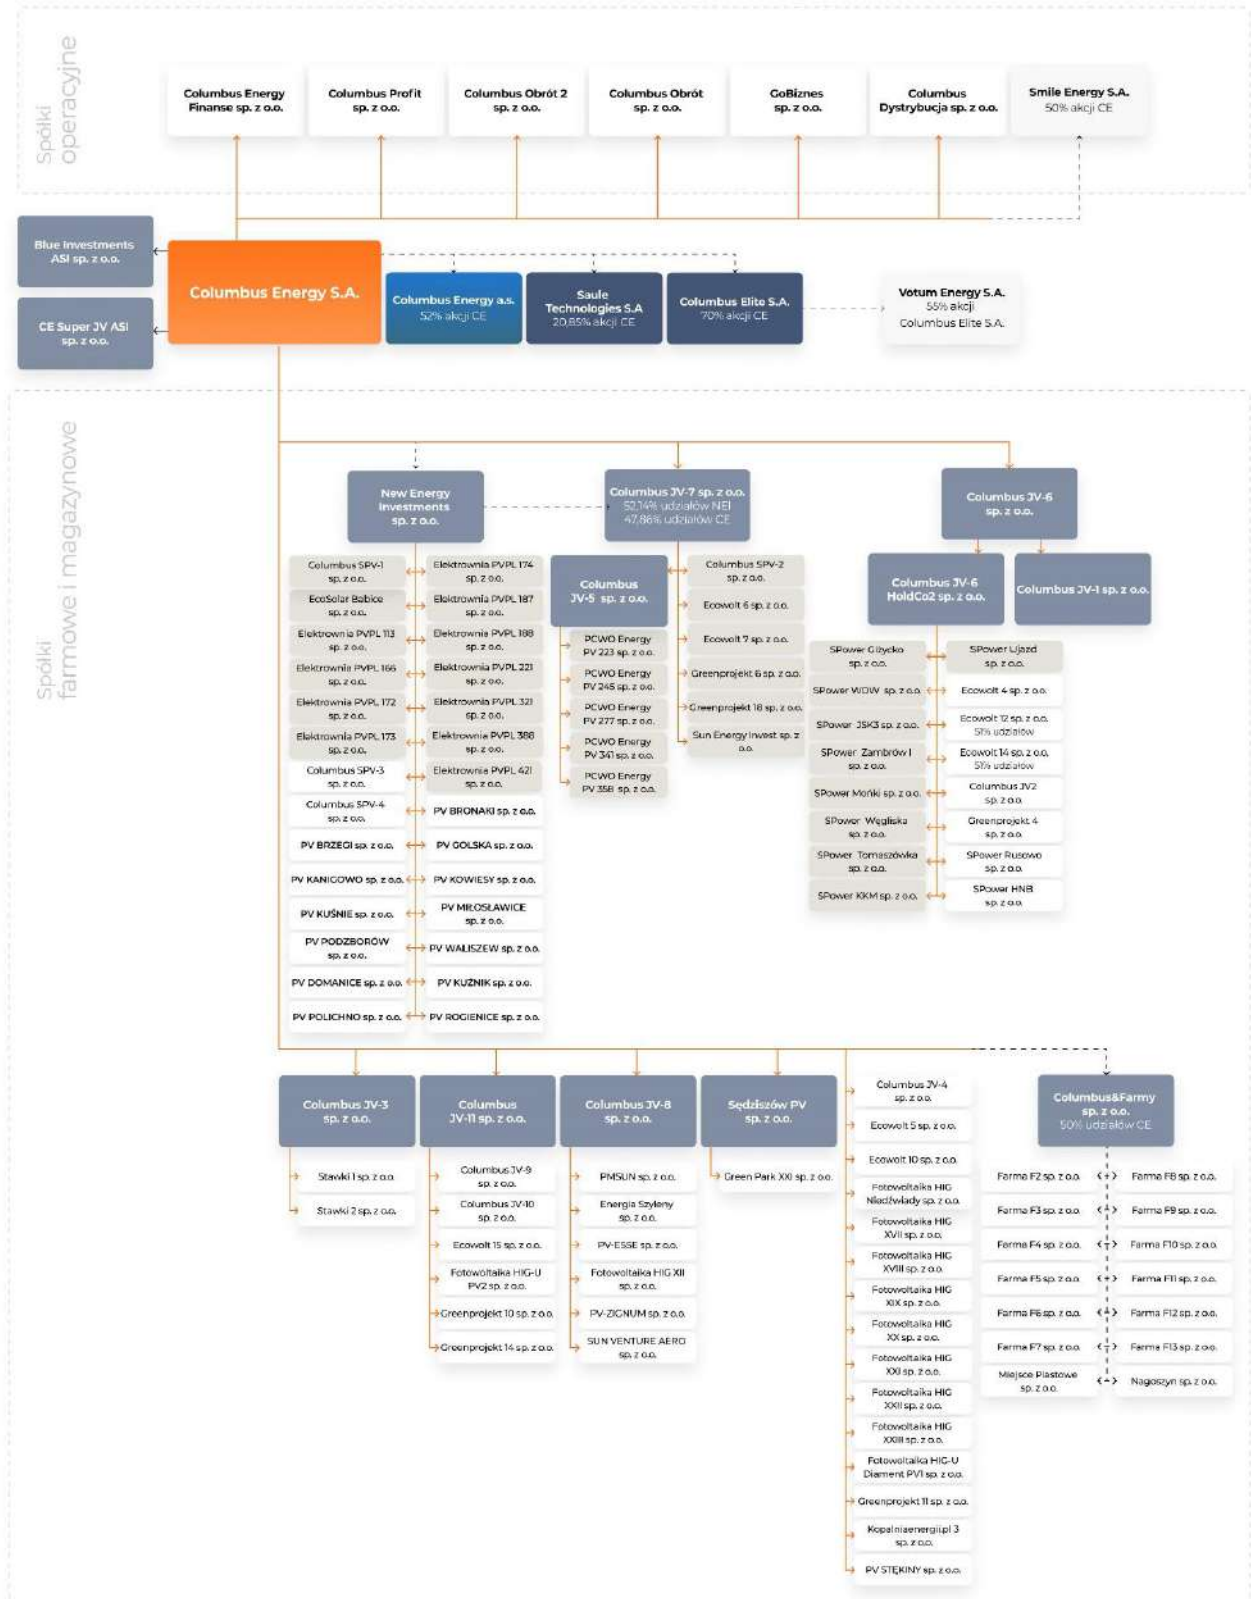 Spółki
operacyjne
Columbus Energy
Finanse sp. z o.o.
Columbus Profit
sp. z o.o.
Columbus Obrót 2
sp. z o.o.
Columbus Obrót
sp. z o.o.
GoBiznes
sp. z o.o.
Columbus
Dystrybucja sp. z o.o.
Smile Energy S.A.
50% akcji CE
Blue Investments
ASI sp. z o.o.
CE Super JV ASI
sp. z o.o.
Columbus Energy S.A.
Columbus Energy a.s.
52% akcji CE
Saule
Technologies S.A
20,85% akcji CE
Columbus Elite S.A.
70% akcji CE
Votum Energy S.A.
55% akcji
Columbus Elite S.A.
Spółki
farmowe i magazynowe
New Energy
Investments
sp. z o.o.
Columbus JV-7 sp. z o.o.
52,14% udziałów NEI
47,86% udziałów CE
Columbus JV-6
sp. z o.o.
Columbus SPV-1
sp. z o.o.
EcoSolar Babice
sp. z o.o.
Elektrownia PVPL 113
sp. z o.o.
Elektrownia PVPL 166
sp. z o.o.
Elektrownia PVPL 172
sp. z o.o.
Elektrownia PVPL 173
sp. z o.o.
Columbus SPV-3
sp. z o.o.
Columbus SPV-4
sp. z o.o.
PV BRZEGI sp. z o.o.
PV KANIGOWO sp. z o.o.
PV KUŚNIE sp. z o.o.
PV PODZBORÓW
sp. z o.o.
PV DOMANICE sp. z o.o.
PV POLICHNO sp. z o.o.
Elektrownia PVPL 174
sp. z o.o.
Elektrownia PVPL 187
sp. z o.o.
Elektrownia PVPL 188
sp. z o.o.
Elektrownia PVPL 221
sp. z o.o.
Elektrownia PVPL 321
sp. z o.o.
Elektrownia PVPL 388
sp. z o.o.
Elektrownia PVPL 421
sp. z o.o.
PV BRONAKI sp. z o.o.
PV GOLSKA sp. z o.o.
PV KOWIESY sp. z o.o.
PV MIŁOSŁAWICE
sp. z o.o.
PV WALISZEW sp. z o.o.
PV KUŹNIK sp. z o.o.
PV ROGIENICE sp. z o.o.
Columbus
JV-5 sp. z o.o.
PCWO Energy
PV 223 sp. z o.o.
PCWO Energy
PV 245 sp. z o.o.
PCWO Energy
PV 277 sp. z o.o.
PCWO Energy
PV 341 sp. z o.o.
PCWO Energy
PV 358 sp. z o.o.
Columbus SPV-2
sp. z o.o.
Ecowolt 6 sp. z o.o.
Ecowolt 7 sp. z o.o.
Greenprojekt 6 sp. z o.o.
Greenprojekt 18 sp. z o.o.
Sun Energy Invest sp. z
o.o.
Columbus JV-6
HoldCo2 sp. z o.o.
Columbus JV-1 sp. z o.o.
SPower Giżycko
sp. z o.o.
SPower WDW sp. z o.o.
SPower JSK3 sp. z o.o.
SPower Zambrów I
sp. z o.o.
SPower Mońki sp. z o.o.
SPower Węgliska
sp. z o.o.
SPower Tomaszówka
sp. z o.o.
SPower KKM sp. z o.o.
SPower Ujazd
sp. z o.o.
Ecowolt 4 sp. z o.o.
Ecowolt 12 sp. z o.o.
51% udziałów
Ecowolt 14 sp. z o.o.
51% udziałów
Columbus JV2
sp. z o.o.
Greenprojekt 4
sp. z o.o.
SPower Rusowo
sp. z o.o.
SPower HNB
sp. z o.o.
Columbus JV-3
sp. z o.o.
Stawki 1 sp. z o.o.
Stawki 2 sp. z o.o.
Columbus
JV-11 sp. z o.o.
Columbus JV-9
sp. z o.o.
Columbus JV-10
sp. z o.o.
Ecowolt 15 sp. z o.o.
Fotowoltaika HIG-U
PV2 sp. z o.o.
Greenprojekt 10 sp. z o.o.
Greenprojekt 14 sp. z o.o.
Columbus JV-8
sp. z o.o.
PMSUN sp. z o.o.
Energia Szyleny
sp. z o.o.
PV-ESSE sp. z o.o.
Fotowoltaika HIG XII
sp. z o.o.
PV-ZIGNUM sp. z o.o.
SUN VENTURE AERO
sp. z o.o.
Sędziszów PV
sp. z o.o.
Green Park XXI sp. z o.o.
Columbus JV-4
sp. z o.o.
Ecowolt 5 sp. z o.o.
Ecowolt 10 sp. z o.o.
Fotowoltaika HIG
Niedźwiady sp. z o.o.
Fotowoltaika HIG
XVII sp. z o.o.
Fotowoltaika HIG
XVIII sp. z o.o.
Fotowoltaika HIG
XIX sp. z o.o.
Fotowoltaika HIG
XX sp. z o.o.
Fotowoltaika HIG
XXI sp. z o.o.
Fotowoltaika HIG
XXII sp. z o.o.
Fotowoltaika HIG
XXIII sp. z o.o.
Fotowoltaika HIG-U
Diament PV1 sp. z o.o.
Greenprojekt 11 sp. z o.o.
Kopalniaenergii.pl 3
sp. z o.o.
PV STĘKINY sp. z o.o.
Columbus&Farmy
sp. z o.o.
50% udziałów CE
Farma F2 sp. z o.o.
Farma F3 sp. z o.o.
Farma F4 sp. z o.o.
Farma F5 sp. z o.o.
Farma F6 sp. z o.o.
Farma F7 sp. z o.o.
Miejsce Piastowe
sp. z o.o.
Farma F8 sp. z o.o.
Farma F9 sp. z o.o.
Farma F10 sp. z o.o.
Farma F11 sp. z o.o.
Farma F12 sp. z o.o.
Farma F13 sp. z o.o.
Nagoszyn sp. z o.o.